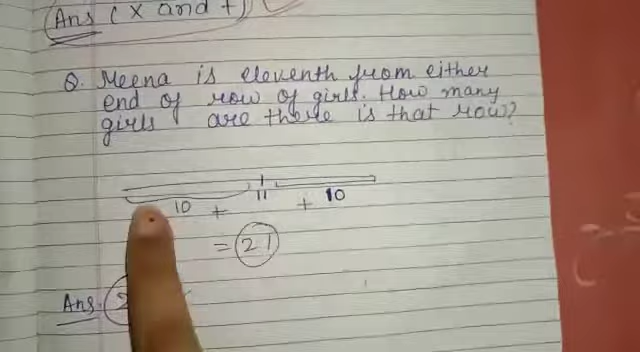 Ans (x and +)
Q. Meena is eleventh from either
end of row of girls. How many
girls are there is that row?
11
10 + + 10
= 21
Ans.